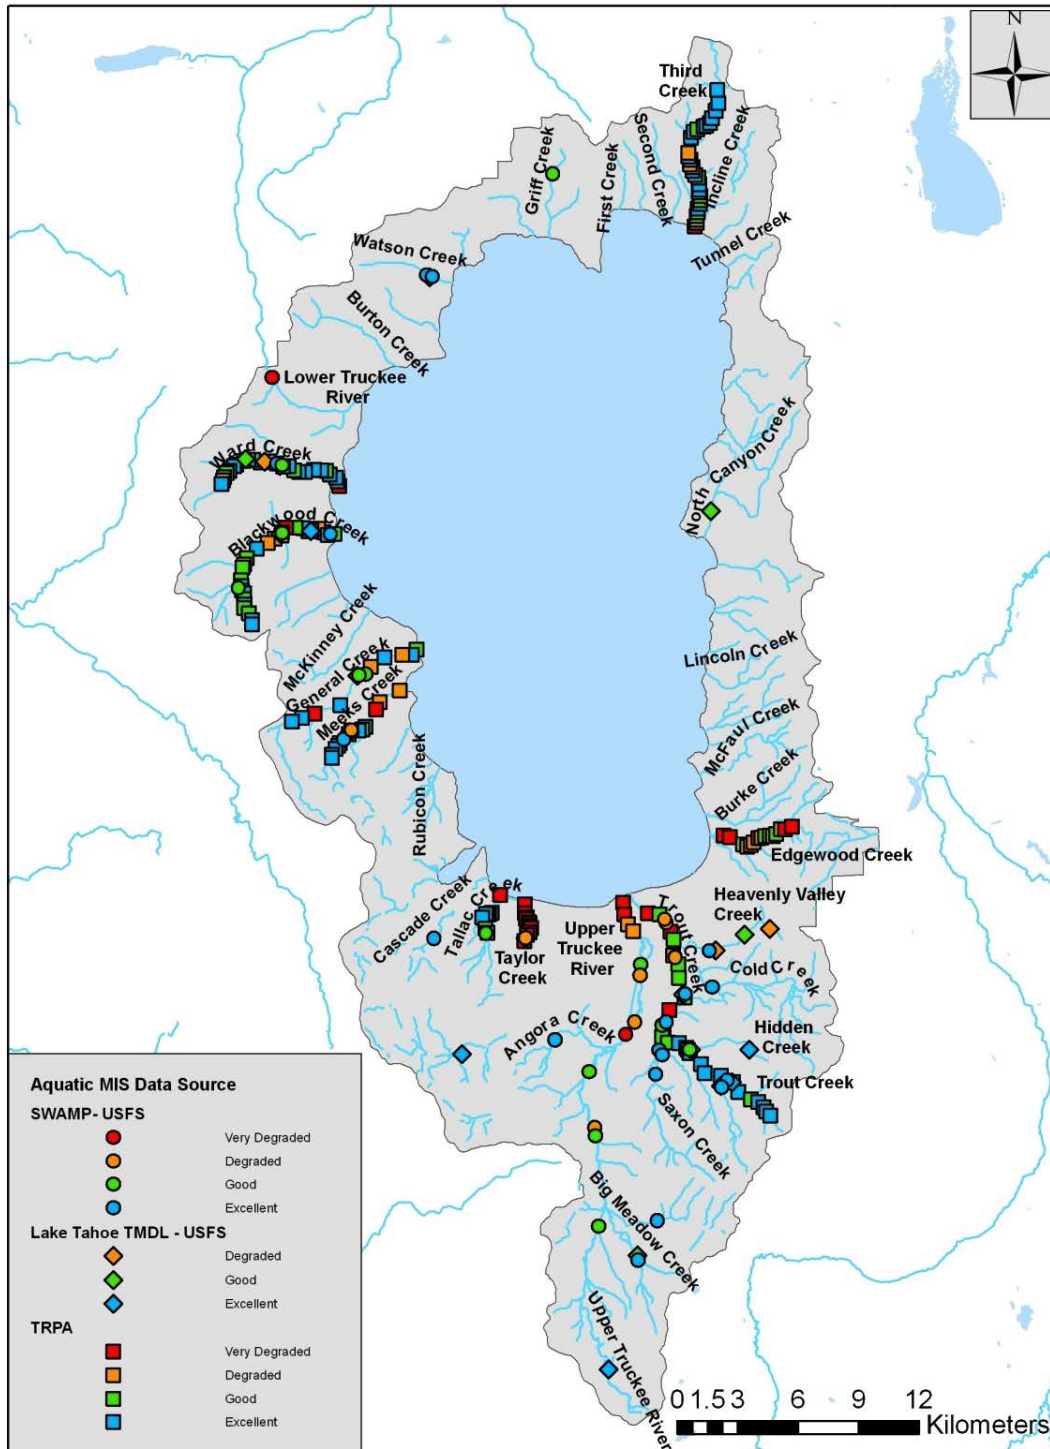 N
Third
Creek
Incline Creek
Second Creek
First Creek
Griff Creek
Tunnel Creek
Watson Creek
Burton Creek
Lower Truckee
River
Ward Creek
North Canyon Creek
Blackwood Creek
McKinney Creek
General Creek
Meeks Creek
Lincoln Creek
McFaul Creek
Burke Creek
Rubicon Creek
Edgewood Creek
Cascade Creek
Tallac Creek
Taylor
Creek
Upper
Truckee
River
Trout Creek
Heavenly Valley
Creek
Cold Creek
Angora Creek
Hidden
Creek
Trout Creek
Saxon Creek
Big Meadow Creek
Upper Truckee River
Aquatic MIS Data Source
SWAMP- USFS
Very Degraded
Degraded
Good
Excellent
Lake Tahoe TMDL - USFS
Degraded
Good
Excellent
TRPA
Very Degraded
Degraded
Good
Excellent
0 1.5 3 6 9 12
Kilometers